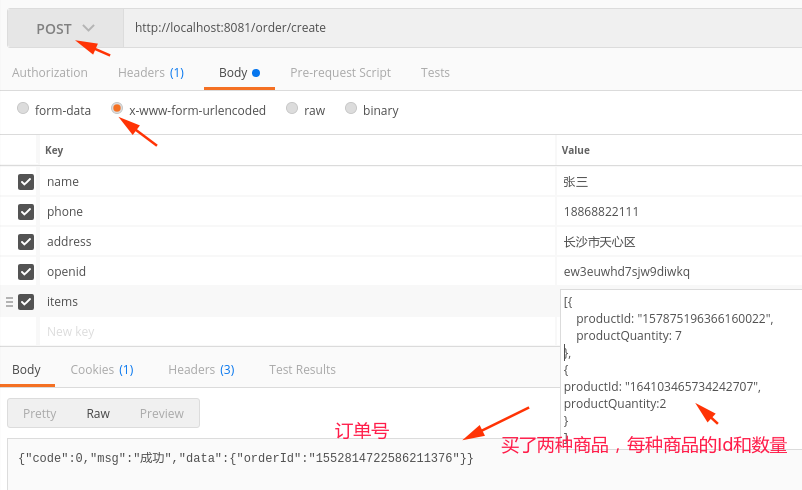 POST
http://localhost:8081/order/create
Authorization
Headers (1)
Body
Pre-request Script
Tests
form-data
x-www-form-urlencoded
raw
binary
Key
Value
name
张三
phone
18868822111
address
长沙市天心区
openid
ew3euwhd7sjw9diwkq
items
[{
productId: "157875196366160022",
productQuantity: 7
},
{
productId: "164103465734242707",
productQuantity:2
}
]
New key
Body
Cookies (1)
Headers (3)
Test Results
Pretty
Raw
Preview
订单号
买了两种商品，每种商品的Id和数量
{"code":0,"msg":"成功","data":{"orderId":"1552814722586211376"}}